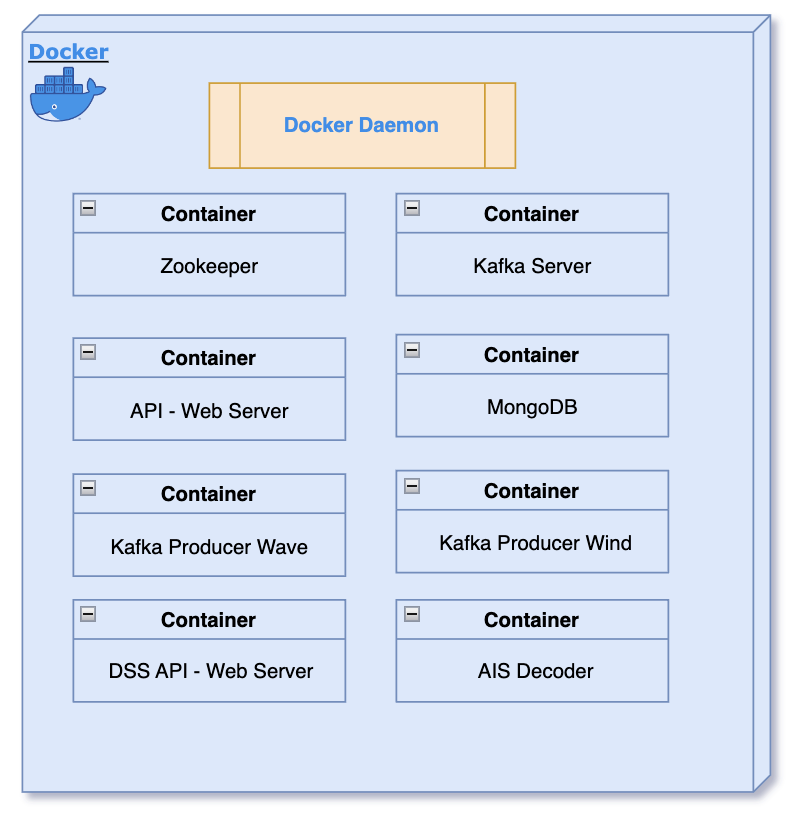 Docker
Docker Daemon
Container
Zookeeper
Container
Kafka Server
Container
API - Web Server
Container
MongoDB
Container
Kafka Producer Wave
Container
Kafka Producer Wind
Container
DSS API - Web Server
Container
AIS Decoder